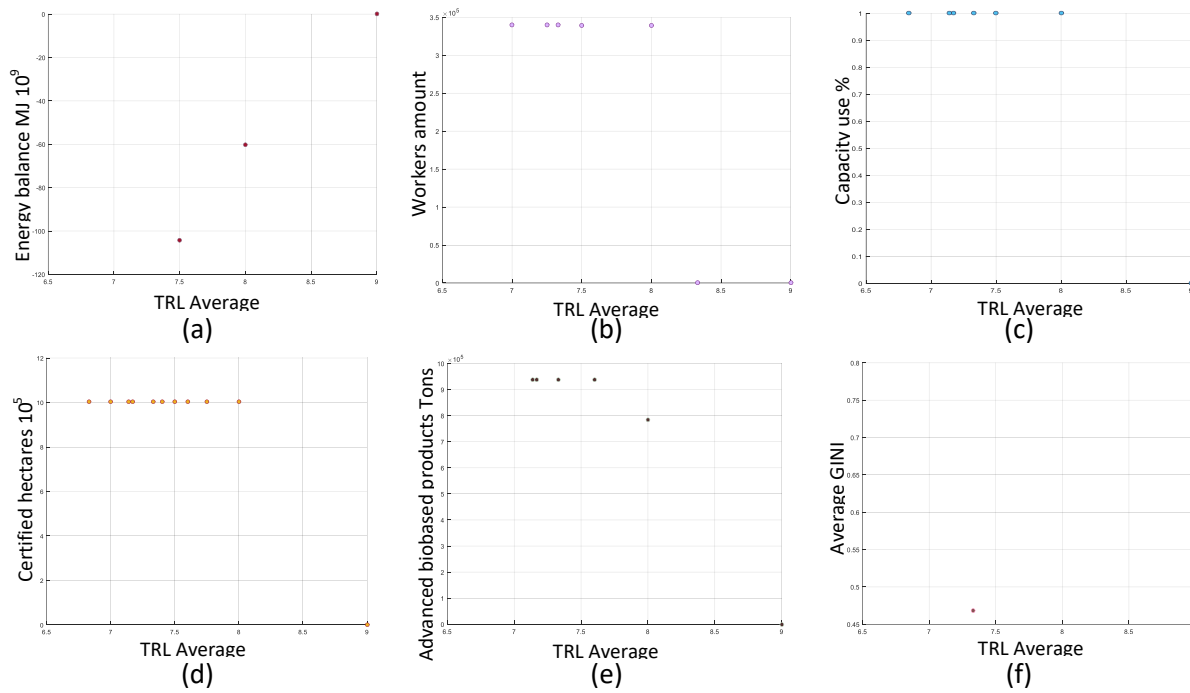 0
-20
-40
-60
-80
-100
-120
6.5 7 7.5 8 8.5 9
Energy balance MJ 10⁹
TRL Average
(a)
×10⁵
3.5
3
2.5
2
1.5
1
0.5
0
6.5 7 7.5 8 8.5 9
Workers amount
TRL Average
(b)
1
0.9
0.8
0.7
0.6
0.5
0.4
0.3
0.2
0.1
0
6.5 7 7.5 8 8.5 9
Capacity use %
TRL Average
(c)
12
10
8
6
4
2
0
6.5 7 7.5 8 8.5 9
Certified hectares 10⁵
TRL Average
(d)
×10⁵
10
9
8
7
6
5
4
3
2
1
0
6.5 7 7.5 8 8.5 9
Advanced biobased products Tons
TRL Average
(e)
0.8
0.75
0.7
0.65
0.6
0.55
0.5
0.45
6.5 7 7.5 8 8.5
Average GINI
TRL Average
(f)